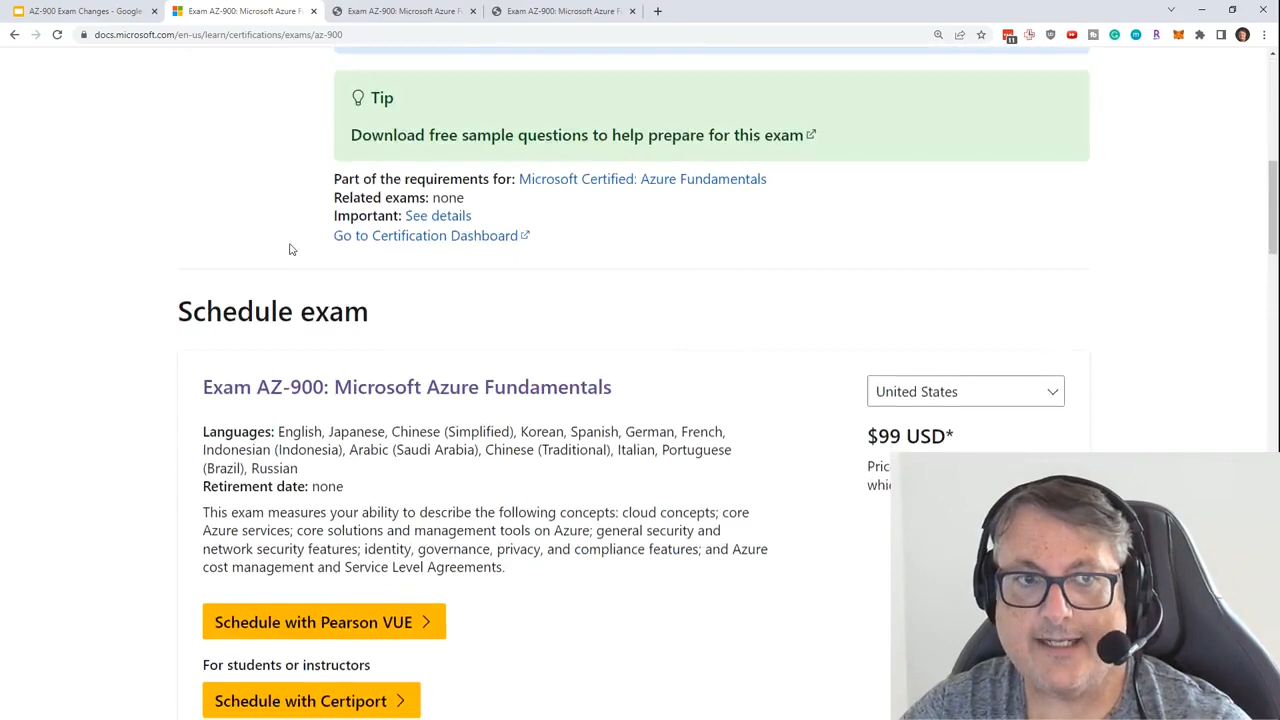 AZ-900 Exam Changes - Google
Exam AZ-900: Microsoft Azure Fu
Exam AZ-900: Microsoft Azure F
Exam AZ-900: Microsoft Azure F
docs.microsoft.com/en-us/learn/certifications/exams/az-900
11
Tip
Download free sample questions to help prepare for this exam
Part of the requirements for: Microsoft Certified: Azure Fundamentals
Related exams: none
Important: See details
Go to Certification Dashboard
Schedule exam
Exam AZ-900: Microsoft Azure Fundamentals
United States
Languages: English, Japanese, Chinese (Simplified), Korean, Spanish, German, French,
$99 USD*
Indonesian (Indonesia), Arabic (Saudi Arabia), Chinese (Traditional), Italian, Portuguese
(Brazil), Russian
Retirement date: none
This exam measures your ability to describe the following concepts: cloud concepts; core
Azure services; core solutions and management tools on Azure; general security and
network security features; identity, governance, privacy, and compliance features; and Azure
cost management and Service Level Agreements.
Schedule with Pearson VUE
For students or instructors
Schedule with Certiport